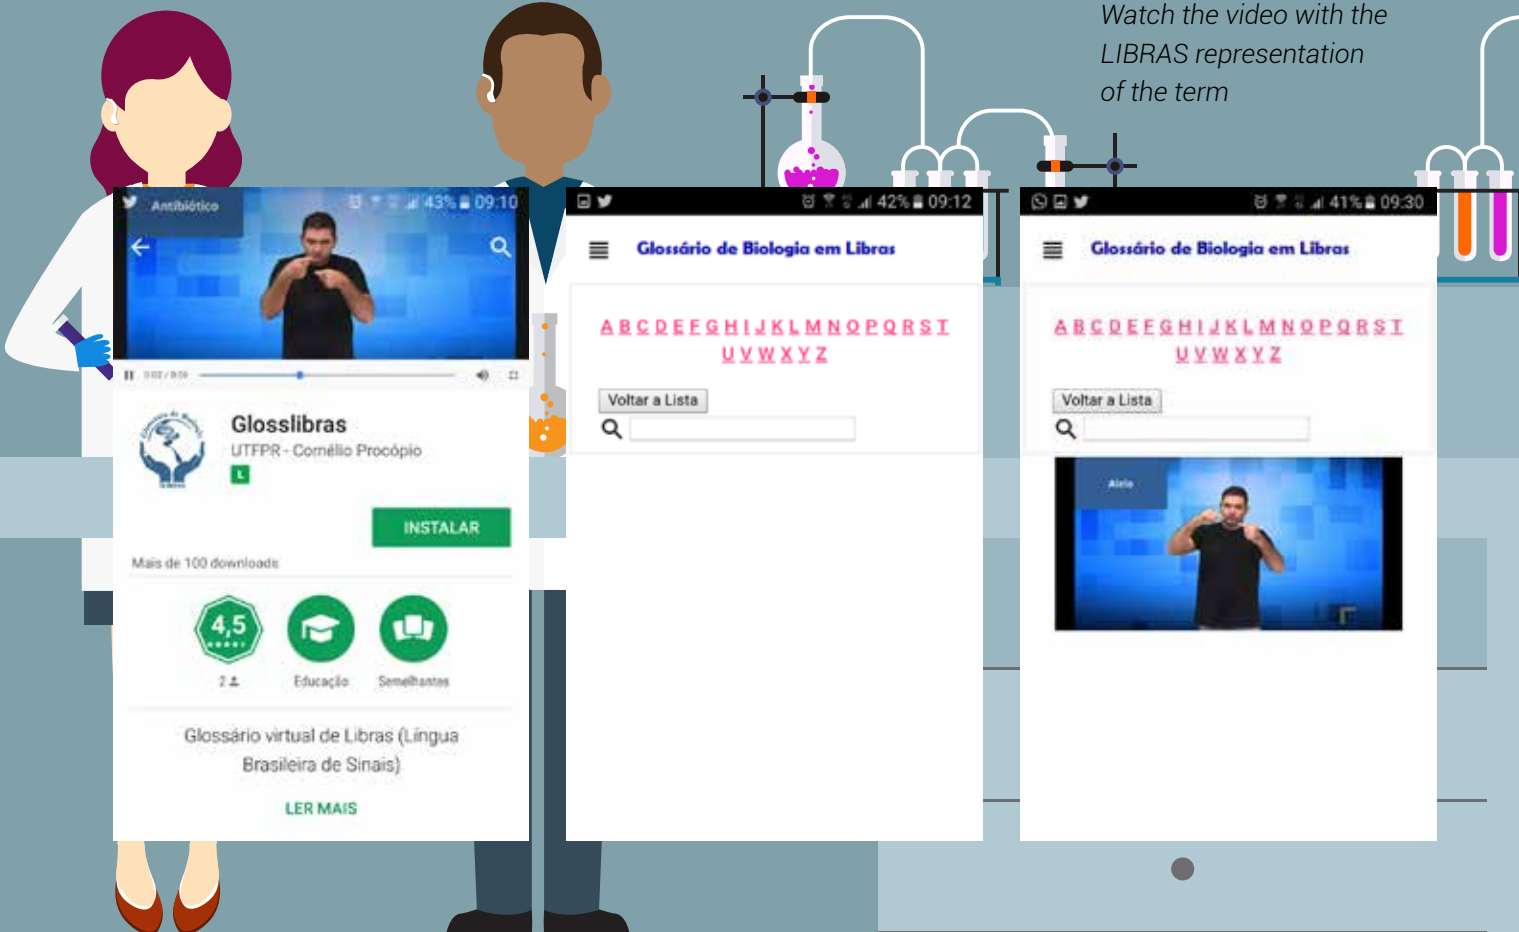 Watch the video with the
LIBRAS representation
of the term
Antibiótico
43% 09:10
Glosslibras
UTFPR - Cornélio Procópio
L
INSTALAR
Mais de 100 downloads
4,5
2
Educação
Semelhantes
Glossário virtual de Libras (Língua
Brasileira de Sinais)
LER MAIS
42% 09:12
Glossário de Biologia em Libras
A B C D E F G H I J K L M N O P Q R S T
U V W X Y Z
Voltar a Lista
41% 09:30
Glossário de Biologia em Libras
A B C D E F G H I J K L M N O P Q R S T
U V W X Y Z
Voltar a Lista